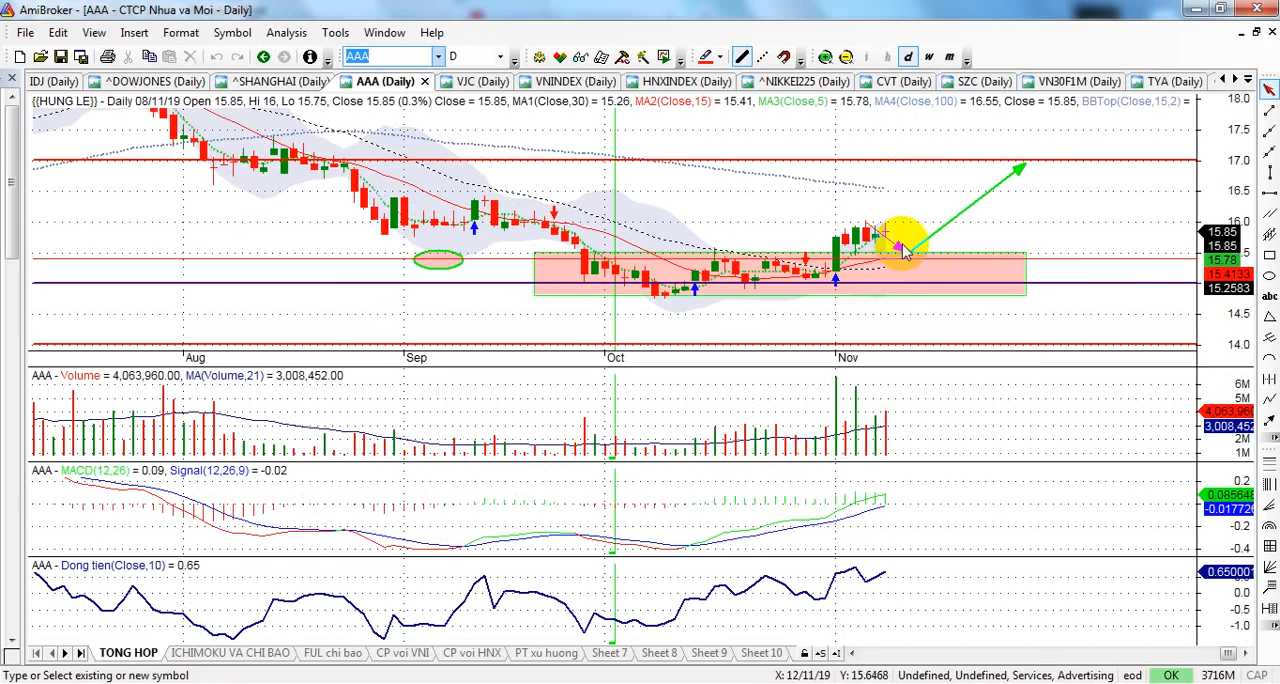 AmiBroker - [AAA - CTCP Nhua va Moi - Daily]
File Edit View Insert Format Symbol Analysis Tools Window Help
AAA D d w m
IDJ (Daily) ^DOWJONES (Daily) ^SHANGHAI (Daily) AAA (Daily) VJC (Daily) VNINDEX (Daily) HNXINDEX (Daily) ^NIKKEI225 (Daily) CVT (Daily) SZC (Daily) VN30F1M (Daily) TYA (Daily)
{{HUNG LE}} - Daily 08/11/19 Open 15.85, Hi 16, Lo 15.75, Close 15.85 (0.3%) Close = 15.85, MA1(Close,30) = 15.26, MA2(Close,15) = 15.41, MA3(Close,5) = 15.78, MA4(Close,100) = 16.55, Close = 15.85, BBTop(Close,15,2) =
18.0
17.5
17.0
16.5
16.0
15.85
15.85
15.78
15.4133
15.2583
14.5
14.0
Aug Sep Oct Nov
AAA - Volume = 4,063,960.00, MA(Volume,21) = 3,008,452.00
6M
5M
4,063,960
3,008,452
2M
1M
AAA - MACD(12,26) = 0.09, Signal(12,26,9) = -0.02
0.2
0.085648
-0.017726
-0.2
-0.4
AAA - Dong tien(Close,10) = 0.65
0.650001
0.0
-0.5
-1.0
TONG HOP ICHIMOKU VA CHI BAO FUL chi bao CP voi VNI CP voi HNX PT xu huong Sheet 7 Sheet 8 Sheet 9 Sheet 10
Type or Select existing or new symbol X: 12/11/19 Y: 15.6468 Undefined, Undefined, Services, Advertising eod OK 3716M CAP